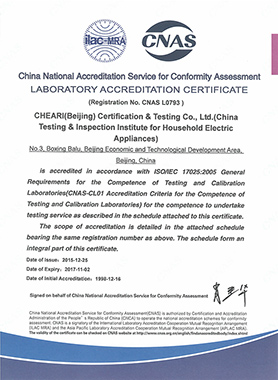 ilac-MRA
CNAS
China National Accreditation Service for Conformity Assessment
LABORATORY ACCREDITATION CERTIFICATE
(Registration No. CNAS L0793 )
CHEARI(Beijing) Certification & Testing Co., Ltd.(China
Testing & Inspection Institute for Household Electric
Appliances)
No.3, Boxing Balu, Beijing Economic and Technological Development Area,
Beijing, China
is accredited in accordance with ISO/IEC 17025:2005 General
Requirements for the Competence of Testing and Calibration
Laboratories(CNAS-CL01 Accreditation Criteria for the Competence of
Testing and Calibration Laboratories) for the competence to undertake
testing service as described in the schedule attached to this certificate.
The scope of accreditation is detailed in the attached schedule
bearing the same registration number as above. The schedule form an
integral part of this certificate.
Date of Issue: 2015-12-25
Date of Expiry: 2017-11-02
Date of Initial Accreditation: 1998-12-16
Signed on behalf of China National Accreditation Service for Conformity Assessment
China National Accreditation Service for Conformity Assessment(CNAS) is authorized by Certification and Accreditation
Administration of the People's Republic of China (CNCA) to operate the national accreditation schemes for conformity
assessment. CNAS is a signatory of the International Laboratory Accreditation Cooperation Mutual Recognition Arrangement
(ILAC MRA) and the Asia Pacific Laboratory Accreditation Cooperation Mutual Recognition Arrangement (APLAC MRA).
The validity of the certificate can be checked on CNAS website at